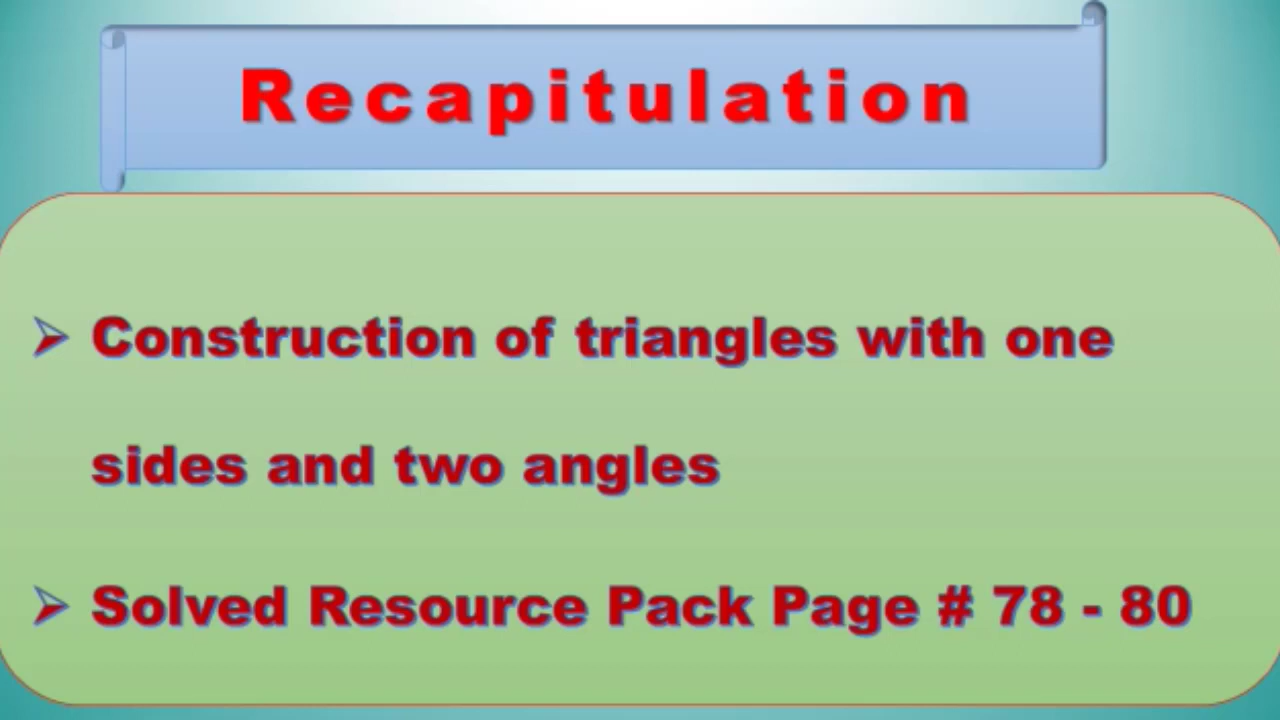 Recapitulation
➢ Construction of triangles with one
sides and two angles
➢ Solved Resource Pack Page # 78 - 80